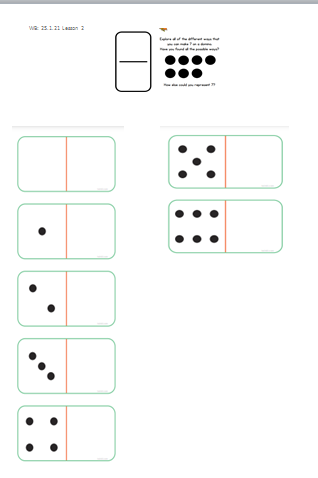 WB: 25.1.21 Lesson: 2
Explore all of the different ways that
you can make 7 on a domino.
Have you found all the possible ways?
How else could you represent 7?